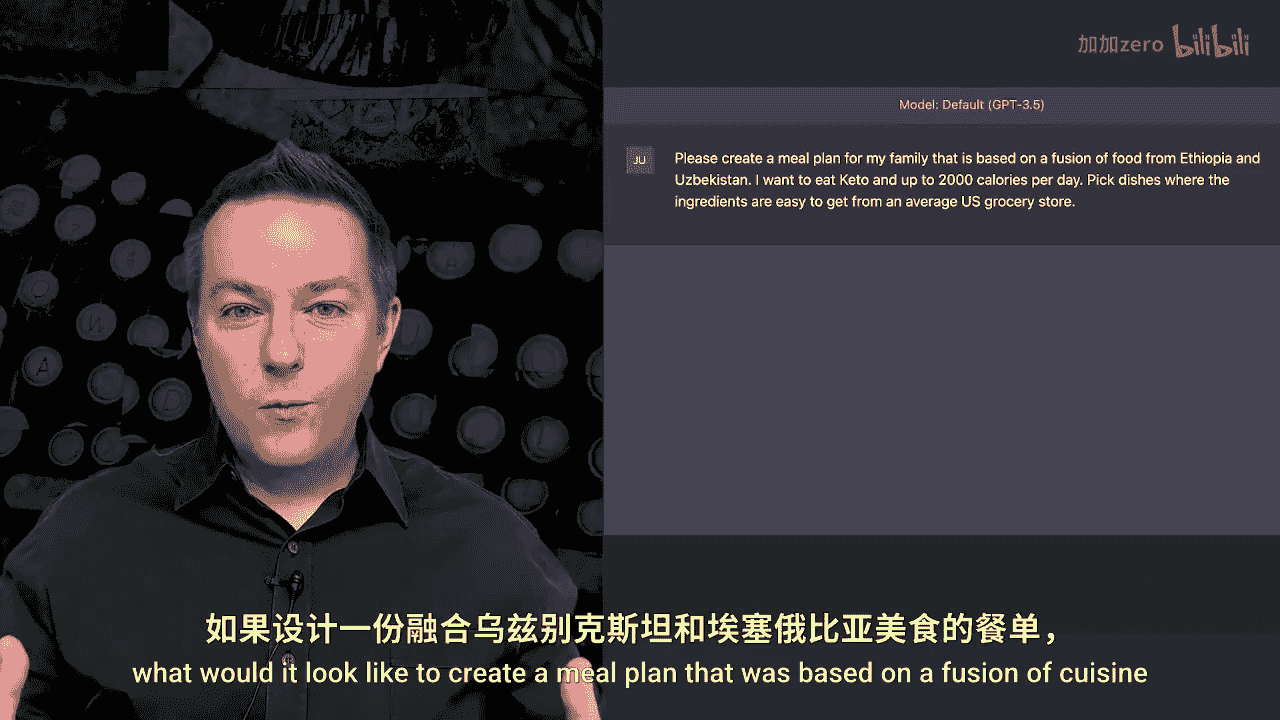 加加zero bilibili
Model: Default (GPT-3.5)
JU
Please create a meal plan for my family that is based on a fusion of food from Ethiopia and
Uzbekistan. I want to eat Keto and up to 2000 calories per day. Pick dishes where the
ingredients are easy to get from an average US grocery store.
如果设计一份融合乌兹别克斯坦和埃塞俄比亚美食的餐单，
what would it look like to create a meal plan that was based on a fusion of cuisine